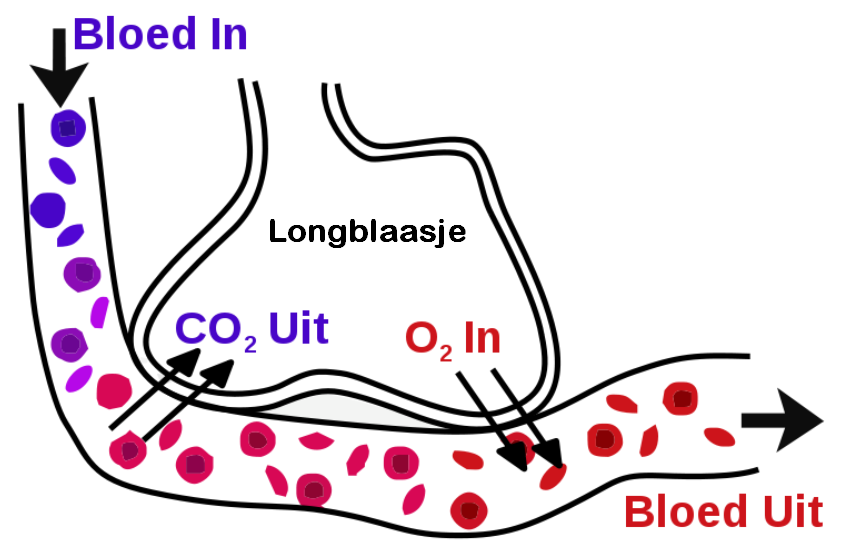 Bloed In
Longblaasje
CO₂ Uit
O₂ In
Bloed Uit